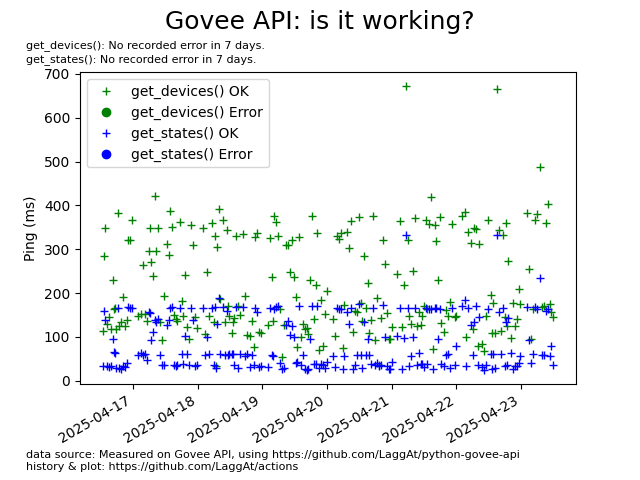 Govee API: is it working?
get_devices(): No recorded error in 7 days.
get_states(): No recorded error in 7 days.
700
600
500
400
300
200
100
0
Ping (ms)
get_devices() OK
get_devices() Error
get_states() OK
get_states() Error
2025-04-17
2025-04-18
2025-04-19
2025-04-20
2025-04-21
2025-04-22
2025-04-23
data source: Measured on Govee API, using https://github.com/LaggAt/python-govee-api
history & plot: https://github.com/LaggAt/actions